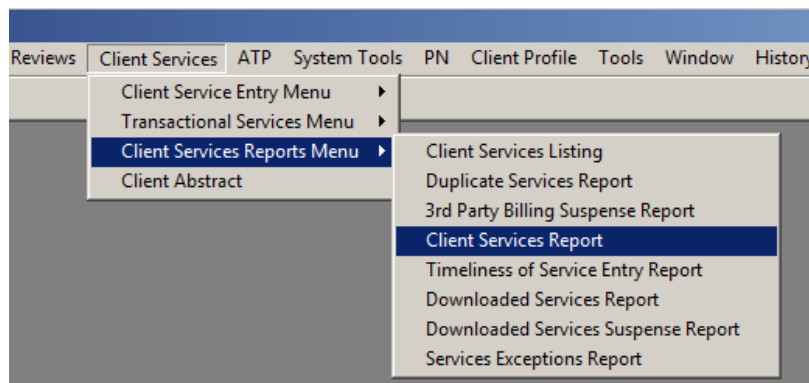 Reviews Client Services ATP System Tools PN Client Profile Tools Window History
Client Service Entry Menu
Transactional Services Menu
Client Services Reports Menu
Client Abstract
Client Services Listing
Duplicate Services Report
3rd Party Billing Suspense Report
Client Services Report
Timeliness of Service Entry Report
Downloaded Services Report
Downloaded Services Suspense Report
Services Exceptions Report